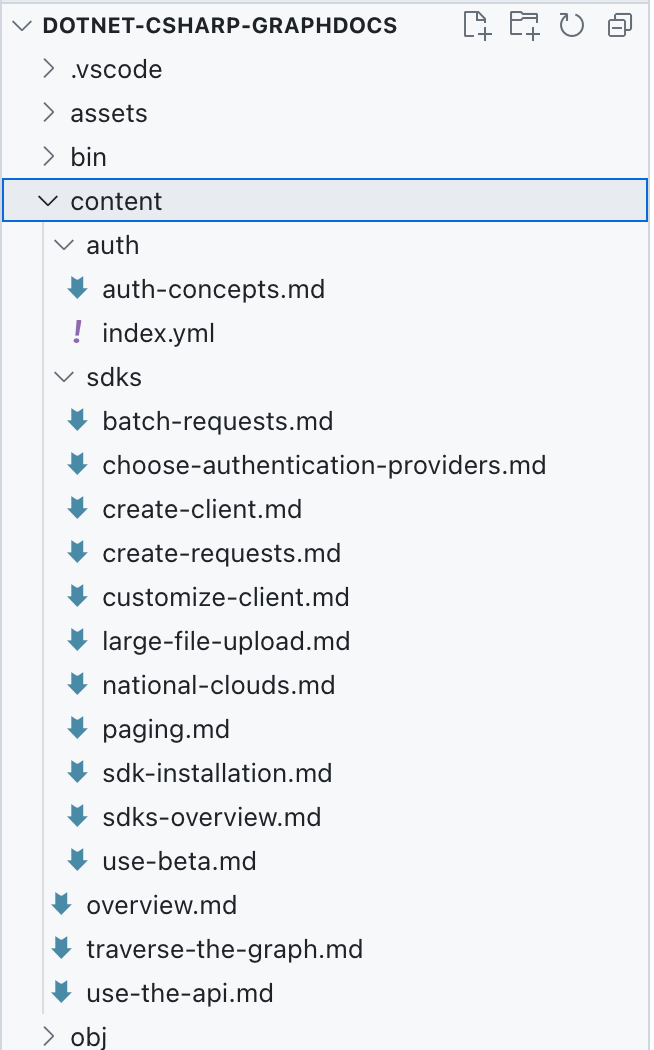 DOTNET-CSHARP-GRAPHDOCS
.vscode
assets
bin
content
auth
auth-concepts.md
index.yml
sdks
batch-requests.md
choose-authentication-providers.md
create-client.md
create-requests.md
customize-client.md
large-file-upload.md
national-clouds.md
paging.md
sdk-installation.md
sdks-overview.md
use-beta.md
overview.md
traverse-the-graph.md
use-the-api.md
obj